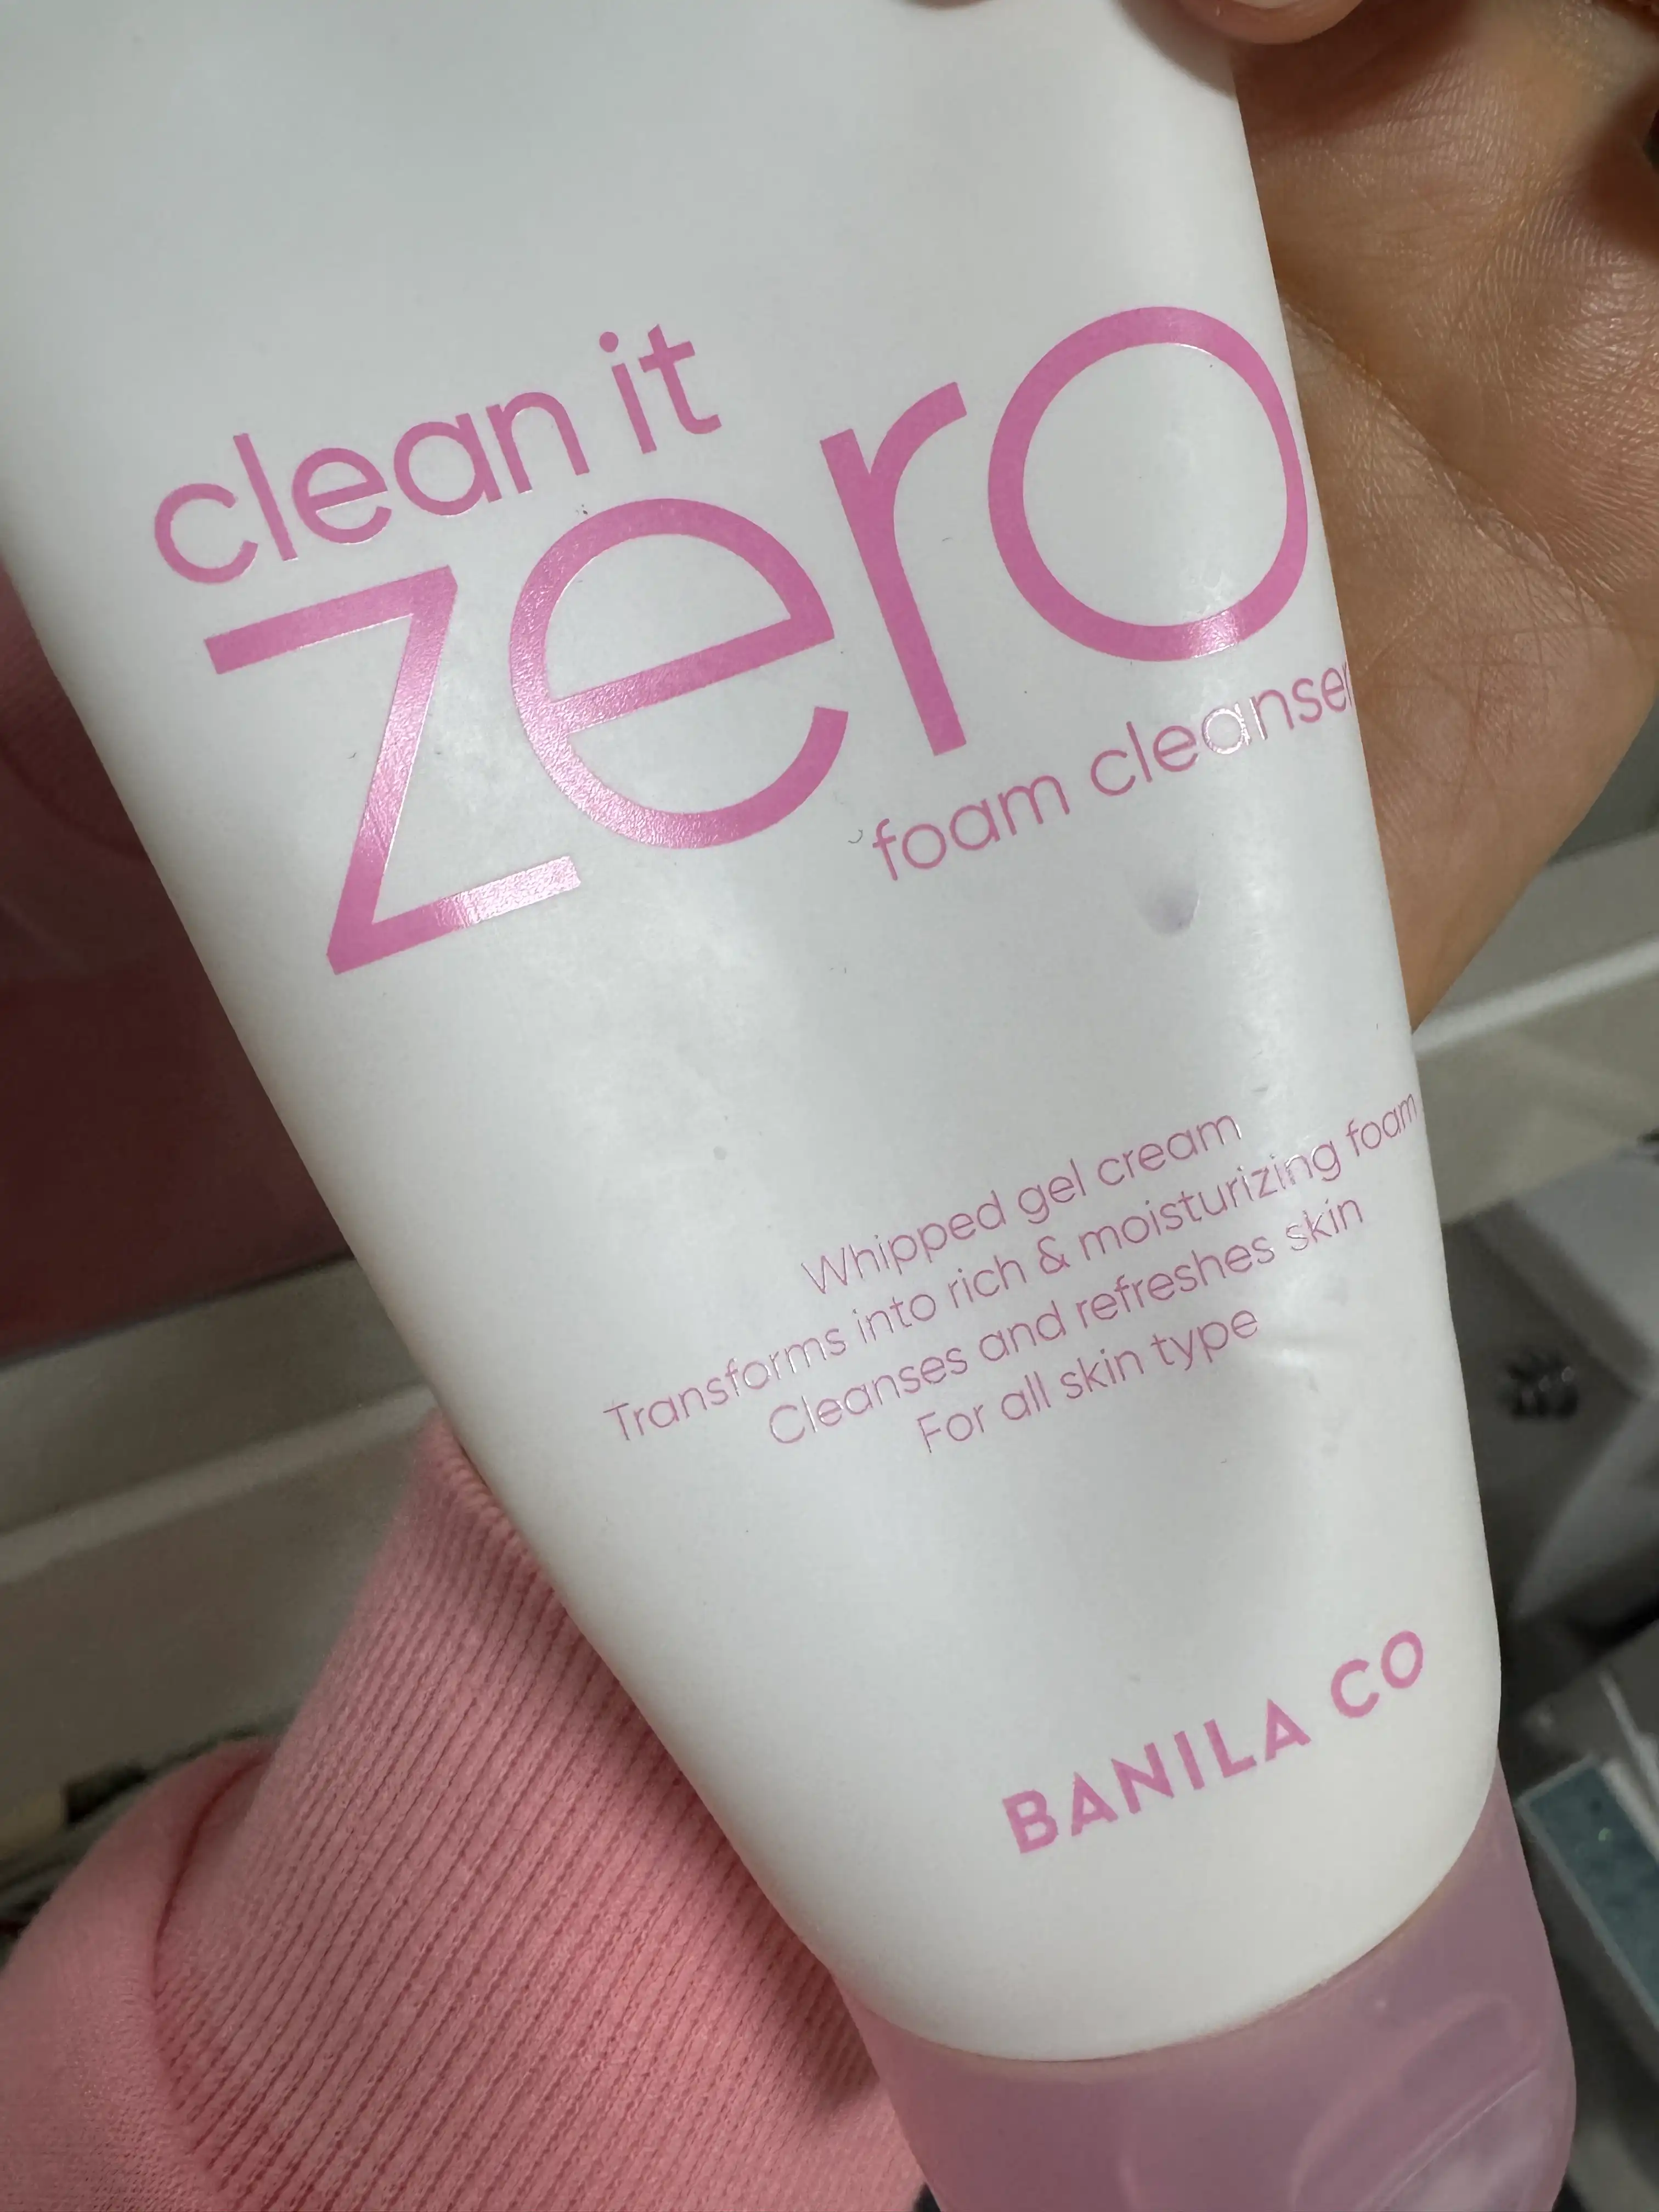 clean it
zero
foam cleanser
Whipped gel cream
Transforms into rich & moisturizing foam
Cleanses and refreshes skin
For all skin type
BANILA CO